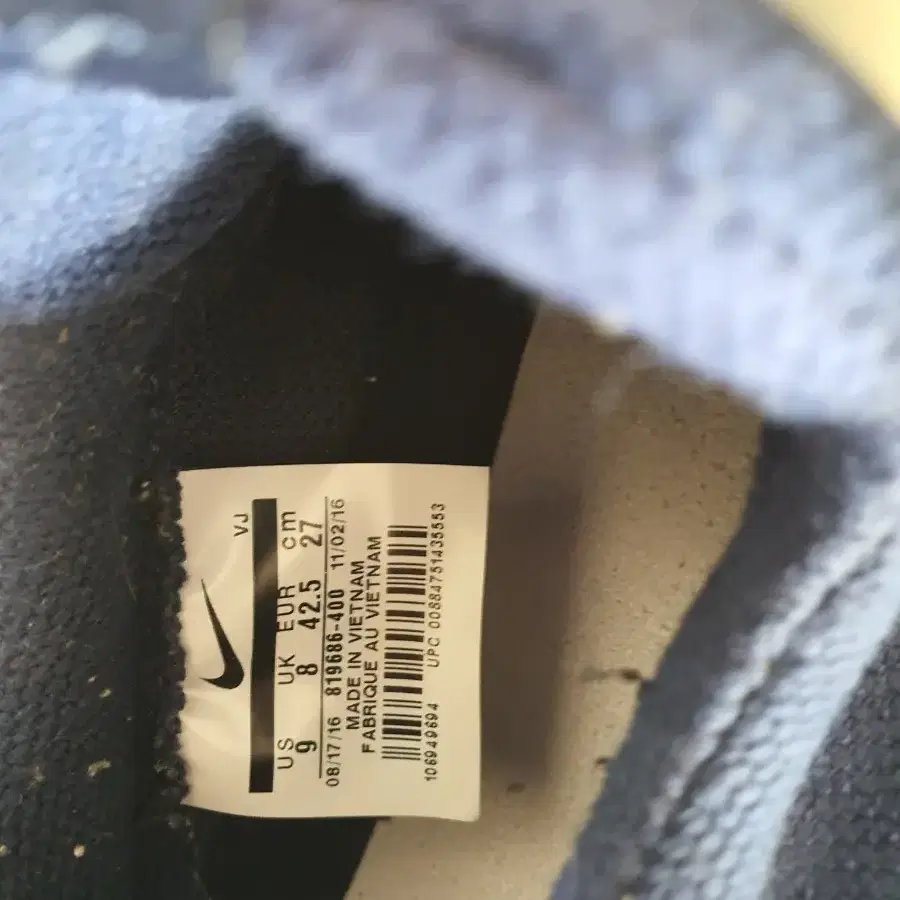 VJ
US UK EUR cm
9 8 42.5 27
08/17/16 819686-400 11/02/16
MADE IN VIETNAM
FABRIQUE AU VIETNAM
106949694 UPC 00884751435553